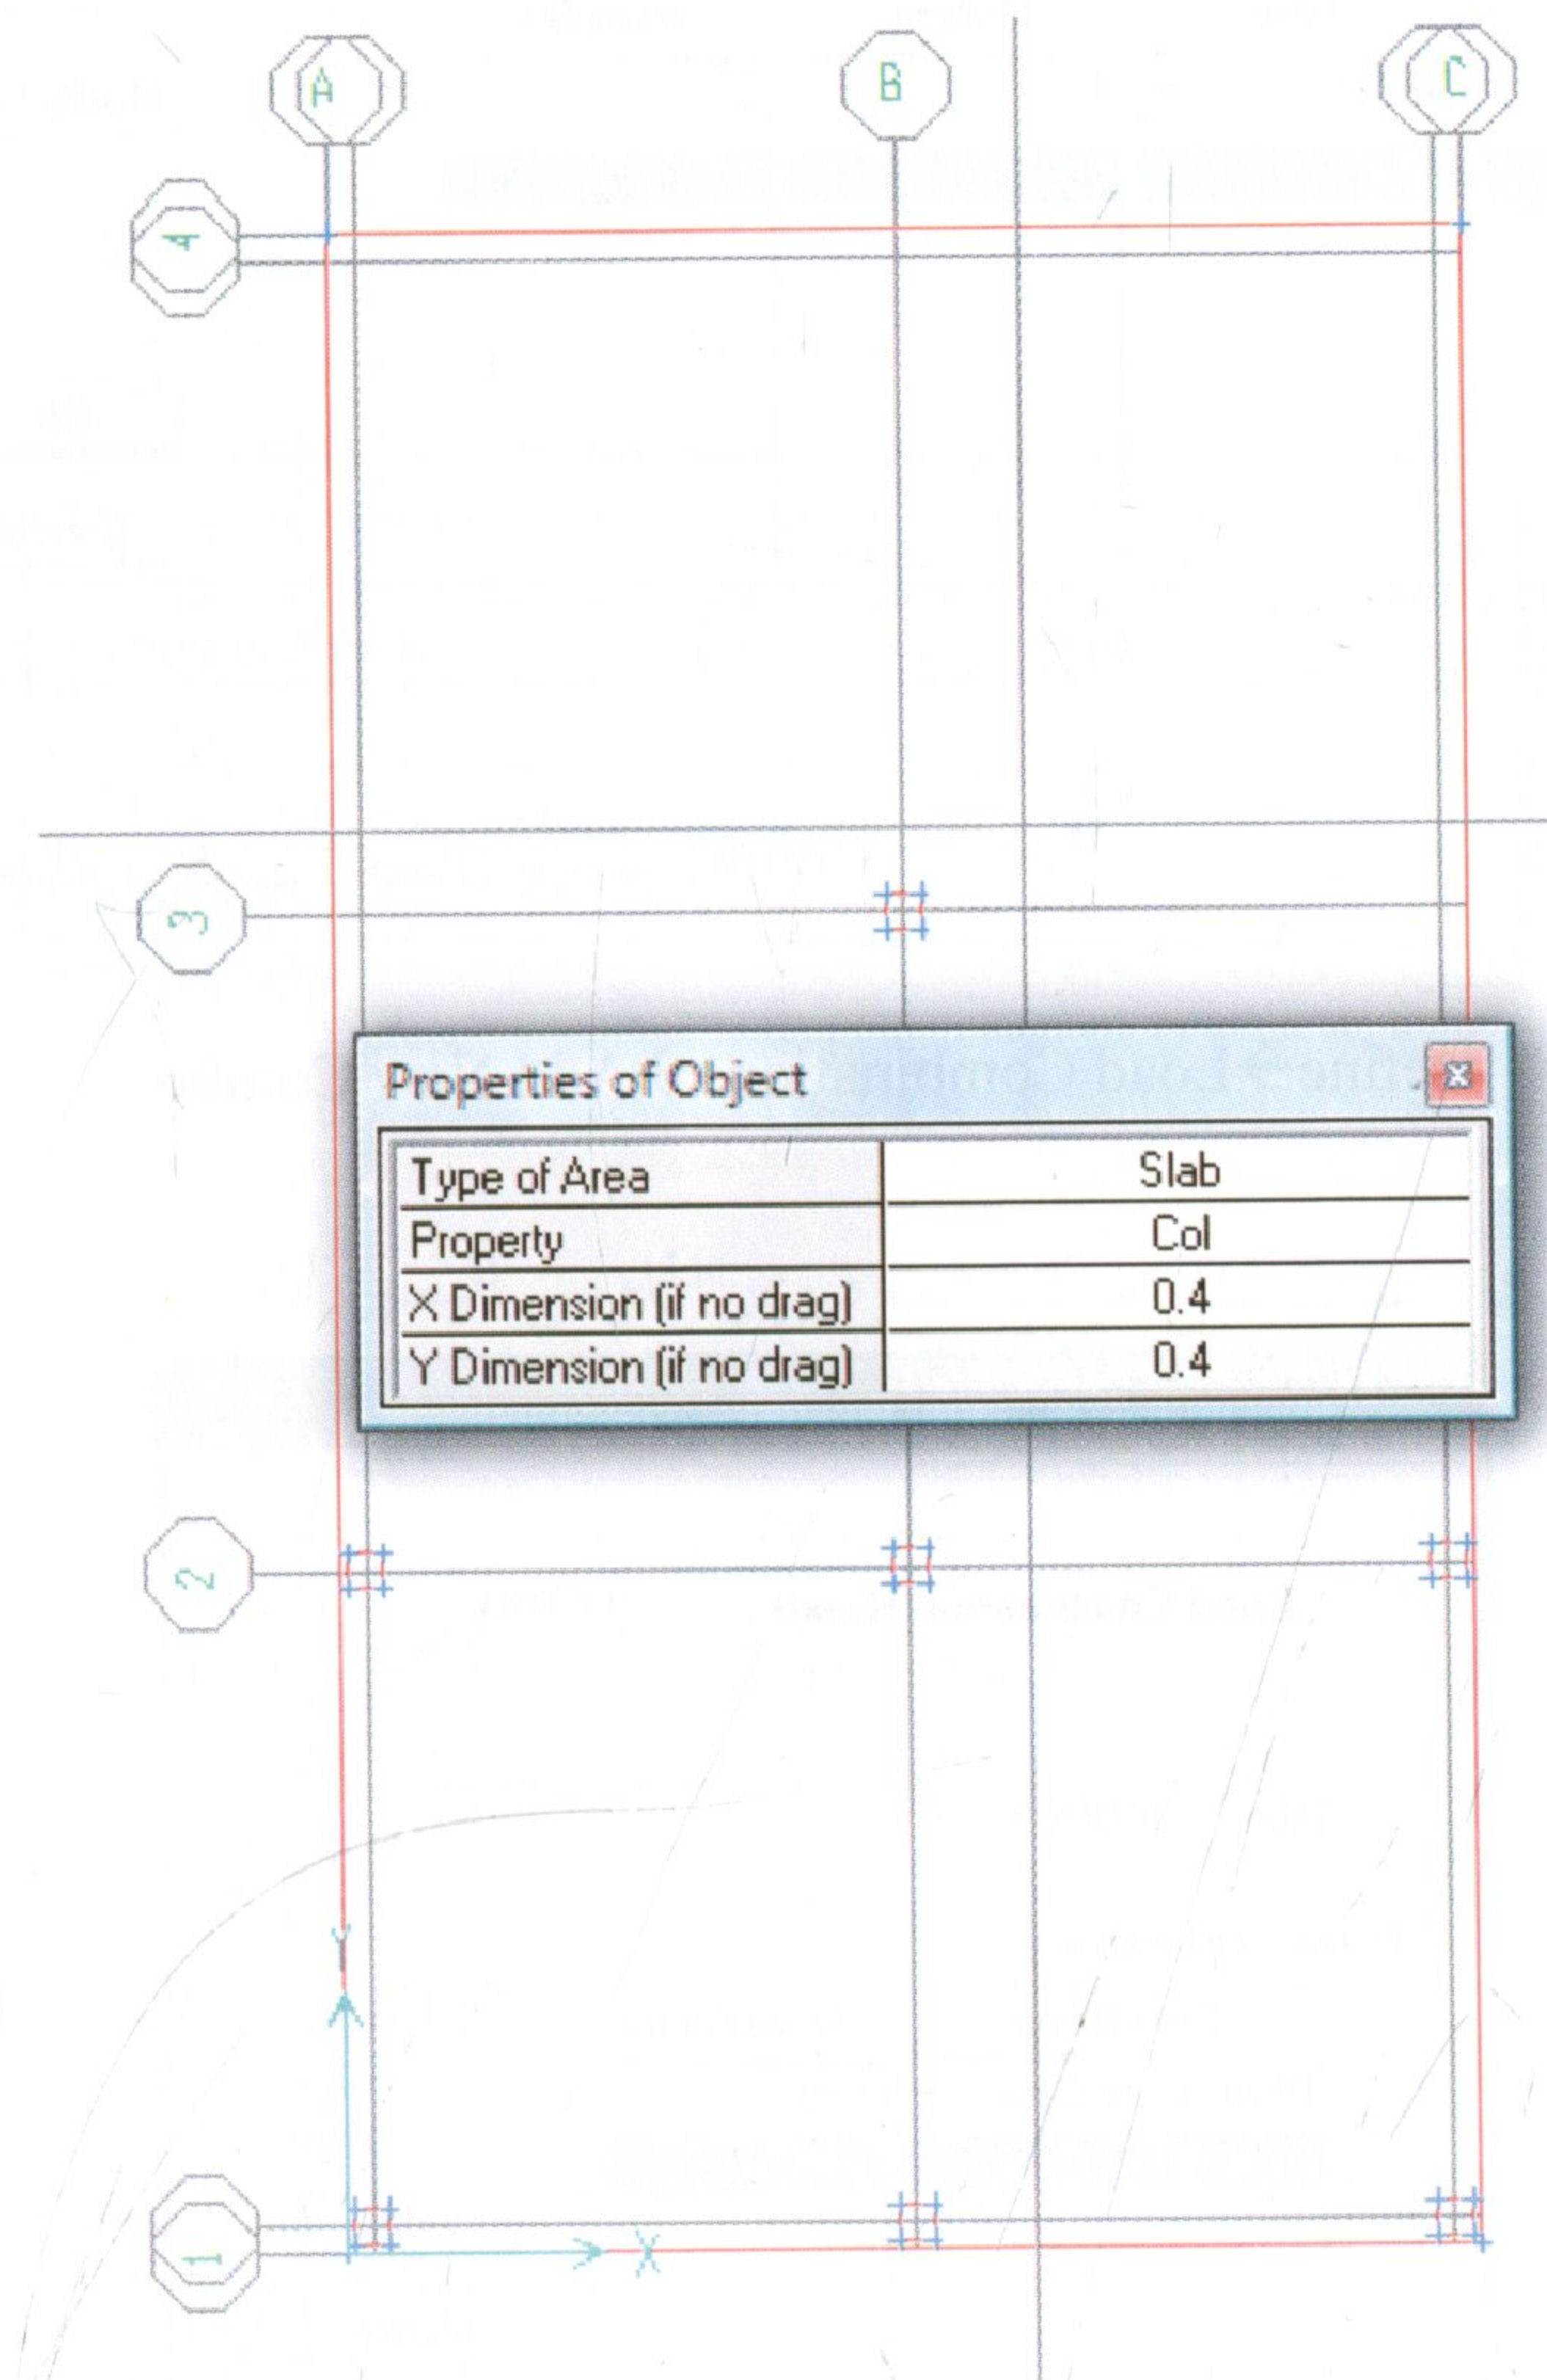 A
B
C
4
3
Properties of Object
Type of Area Slab
Property Col
X Dimension (if no drag) 0.4
Y Dimension (if no drag) 0.4
2
Y
1
X